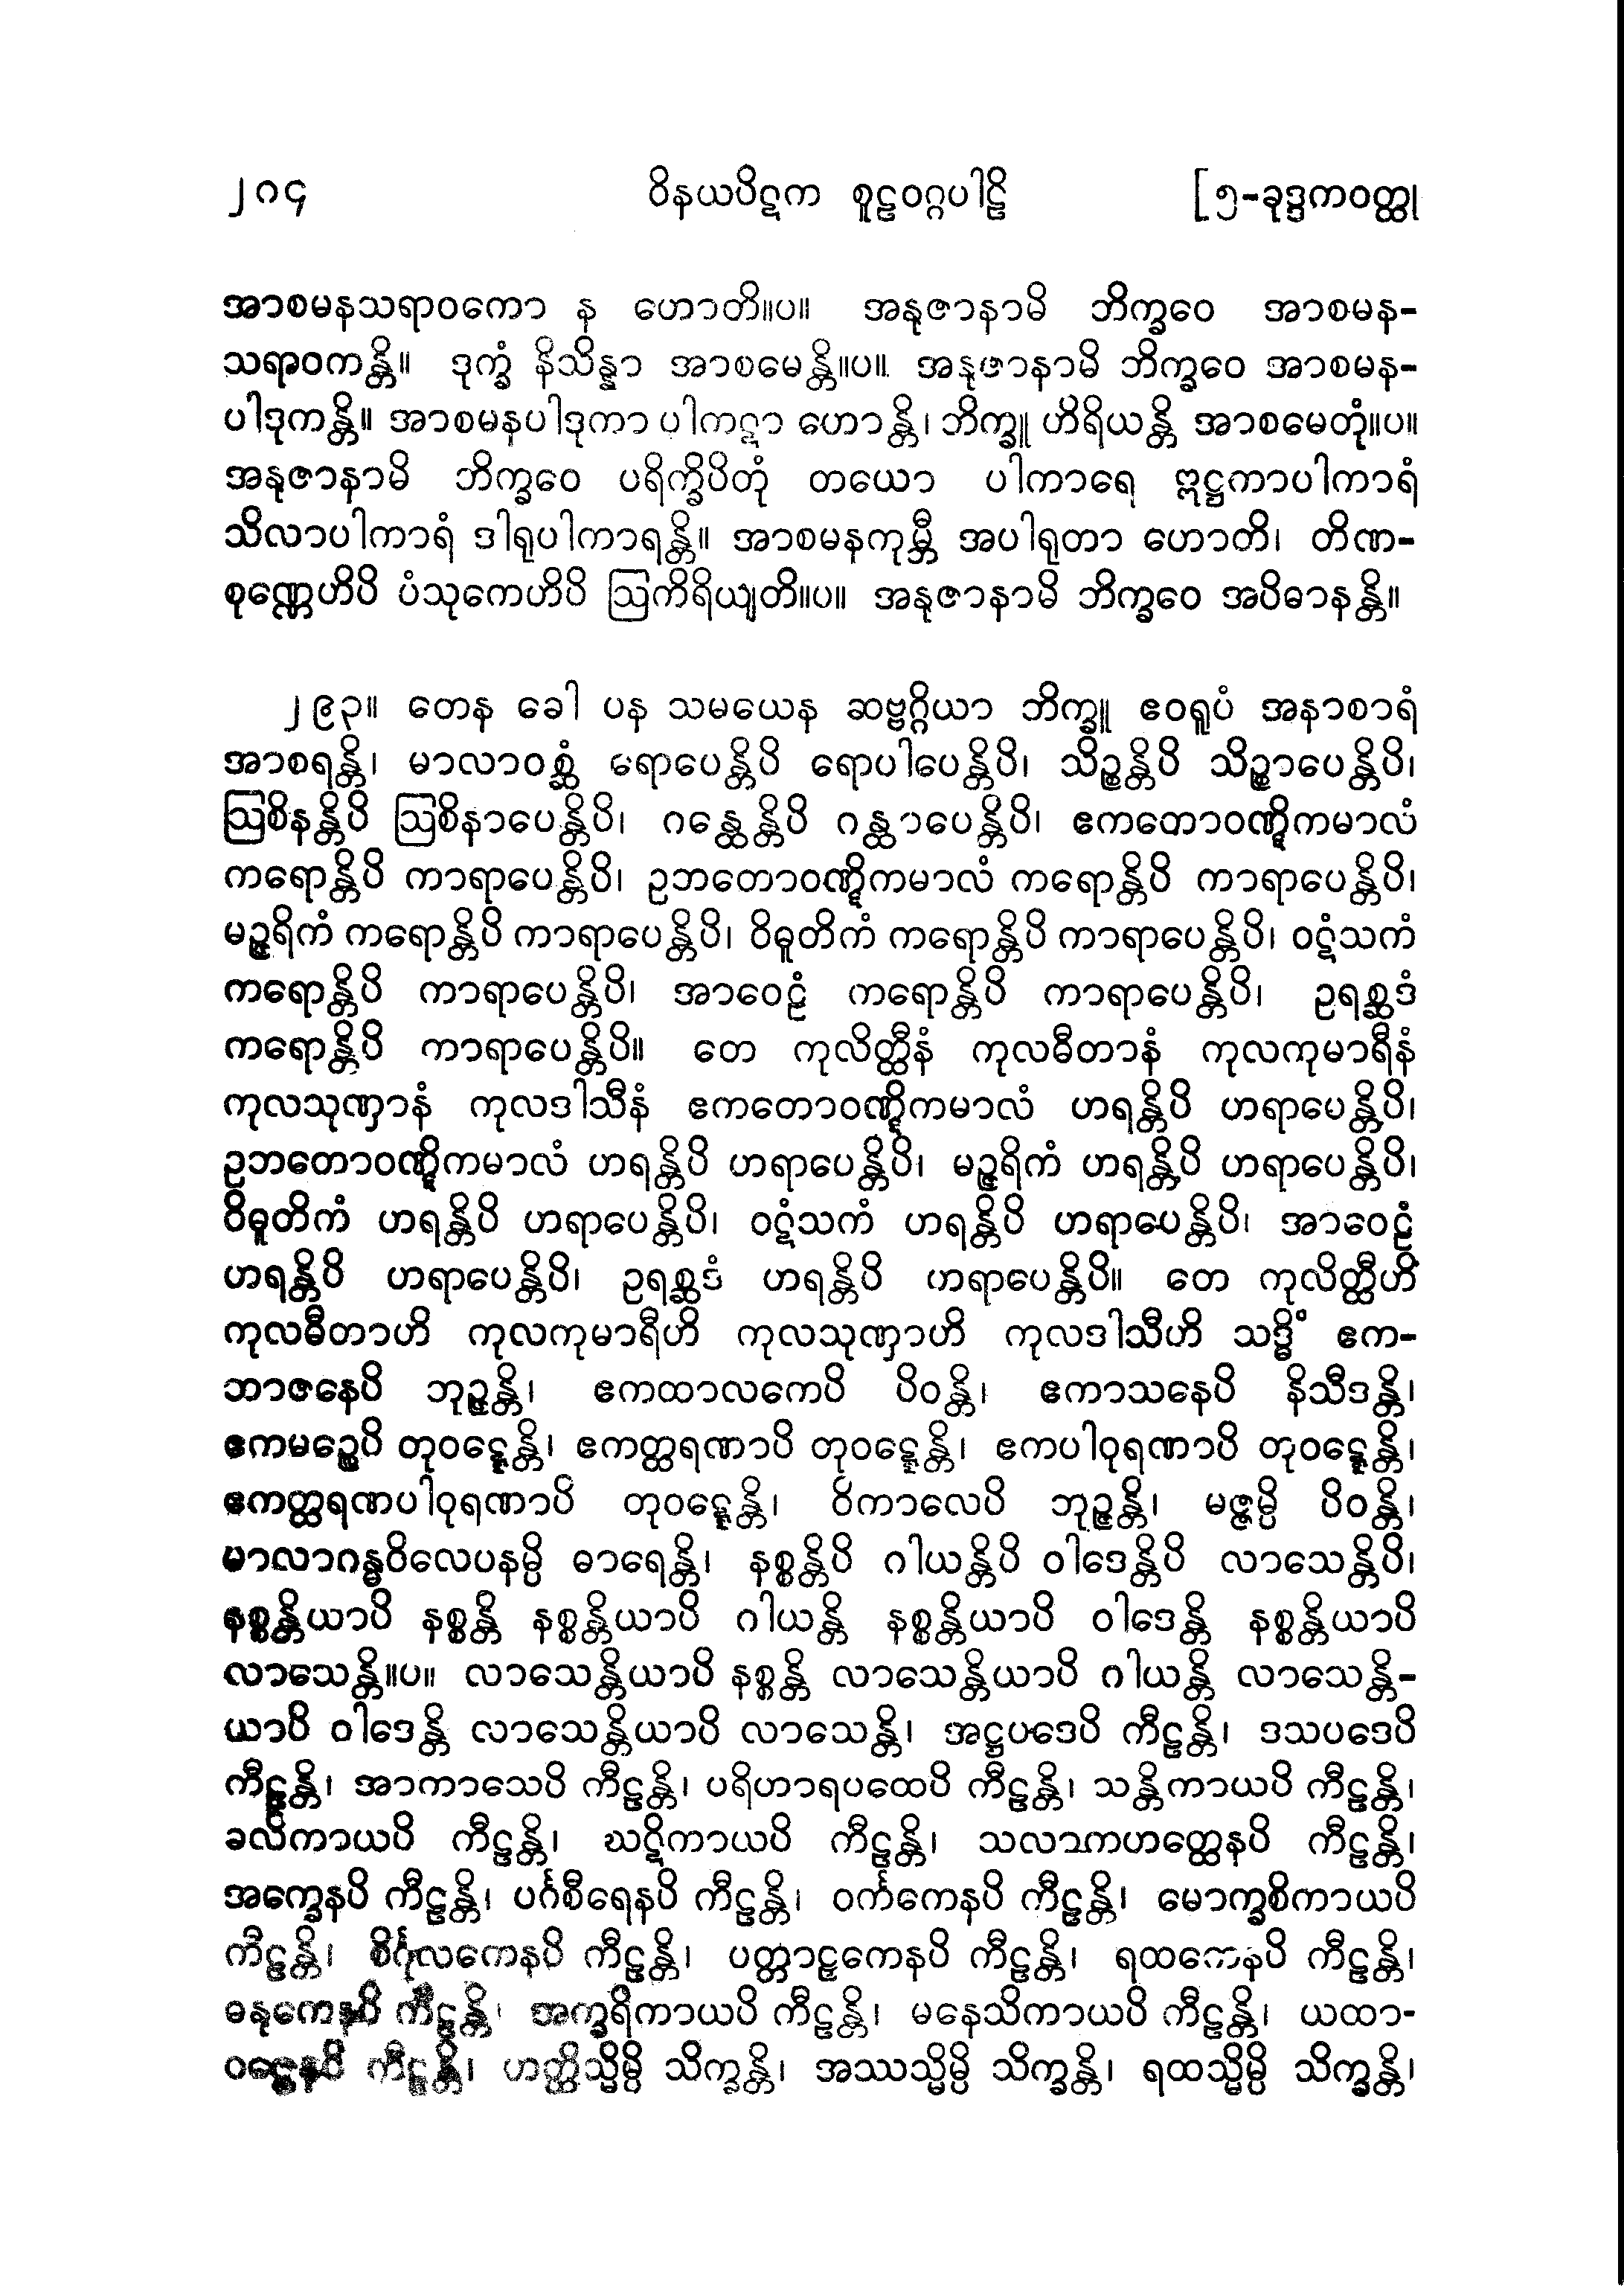 ၂၀၄ ဝိနယပိဋက စူဠဝဂ္ဂပါဠိ [၅-ခုဒ္ဒကဝတ္ထု
အာစမနသရာဝကော န ဟောတိ။ပ။ အနုဇာနာမိ ဘိက္ခဝေ အာစမန-
သရာဝကန္တိ။ ဒုက္ခံ နိသိန္နာ အာစမေန္တိ။ပ။ အနုဇာနာမိ ဘိက္ခဝေ အာစမန-
ပါဒုကန္တိ။ အာစမနပါဒုကာ ပါကဋာ ဟောန္တိ၊ ဘိက္ခူ ဟိရိယန္တိ အာစမေတုံ။ပ။
အနုဇာနာမိ ဘိက္ခဝေ ပရိက္ခိပိတုံ တယော ပါကာရေ ဣဋ္ဌကာပါကာရံ
သိလာပါကာရံ ဒါရုပါကာရန္တိ။ အာစမနကုမ္ဘီ အပါရုတာ ဟောတိ၊ တိဏ-
စုဏ္ဏေဟိပိ ပံသုကေဟိပိ ဩကိရိယျတိ။ပ။ အနုဇာနာမိ ဘိက္ခဝေ အပိဓာနန္တိ။
၂၉၃။ တေန ခေါ ပန သမယေန ဆဗ္ဗဂ္ဂိယာ ဘိက္ခူ ဧဝရူပံ အနာစာရံ
အာစရန္တိ၊ မာလာဝစ္ဆံ ရောပေန္တိပိ ရောပါပေန္တိပိ၊ သိဉ္စန္တိပိ သိဉ္စာပေန္တိပိ၊
ဩစိနန္တိပိ ဩစိနာပေန္တိပိ၊ ဂန္ထေန္တိပိ ဂန္ထာပေန္တိပိ၊ ဧကတောဝဏ္ဋိကမာလံ
ကရောန္တိပိ ကာရာပေန္တိပိ၊ ဥဘတောဝဏ္ဋိကမာလံ ကရောန္တိပိ ကာရာပေန္တိပိ၊
မဉ္ဇရိကံ ကရောန္တိပိ ကာရာပေန္တိပိ၊ ဝိဓူတိကံ ကရောန္တိပိ ကာရာပေန္တိပိ၊ ဝဋံသကံ
ကရောန္တိပိ ကာရာပေန္တိပိ၊ အာဝေဠံ ကရောန္တိပိ ကာရာပေန္တိပိ၊ ဥရစ္ဆဒံ
ကရောန္တိပိ ကာရာပေန္တိပိ။ တေ ကုလိတ္ထီနံ ကုလဓီတာနံ ကုလကုမာရီနံ
ကုလသုဏှာနံ ကုလဒါသီနံ ဧကတောဝဏ္ဋိကမာလံ ဟရန္တိပိ ဟရာပေန္တိပိ၊
ဥဘတောဝဏ္ဋိကမာလံ ဟရန္တိပိ ဟရာပေန္တိပိ၊ မဉ္ဇရိကံ ဟရန္တိပိ ဟရာပေန္တိပိ၊
ဝိဓူတိကံ ဟရန္တိပိ ဟရာပေန္တိပိ၊ ဝဋံသကံ ဟရန္တိပိ ဟရာပေန္တိပိ၊ အာဝေဠံ
ဟရန္တိပိ ဟရာပေန္တိပိ၊ ဥရစ္ဆဒံ ဟရန္တိပိ ဟရာပေန္တိပိ။ တေ ကုလိတ္ထီဟိ
ကုလဓီတာဟိ ကုလကုမာရီဟိ ကုလသုဏှာဟိ ကုလဒါသီဟိ သဒ္ဓိံ ဧက-
ဘာဇနေပိ ဘုဉ္ဇန္တိ၊ ဧကထာလကေပိ ပိဝန္တိ၊ ဧကာသနေပိ နိသီဒန္တိ၊
ဧကမဉ္စေပိ တုဝဋ္ဋေန္တိ၊ ဧကတ္ထရဏာပိ တုဝဋ္ဋေန္တိ၊ ဧကပါဝုရဏာပိ တုဝဋ္ဋေန္တိ၊
ဧကတ္ထရဏပါဝုရဏာပိ တုဝဋ္ဋေန္တိ၊ ဝိကာလေပိ ဘုဉ္ဇန္တိ၊ မဇ္ဇမ္ပိ ပိဝန္တိ၊
မာလာဂန္ဓဝိလေပနမ္ပိ ဓာရေန္တိ၊ နစ္စန္တိပိ ဂါယန္တိပိ ဝါဒေန္တိပိ လာသေန္တိပိ၊
နစ္စန္တိယာပိ နစ္စန္တိ နစ္စန္တိယာပိ ဂါယန္တိ နစ္စန္တိယာပိ ဝါဒေန္တိ နစ္စန္တိယာပိ
လာသေန္တိ။ပ။ လာသေန္တိယာပိ နစ္စန္တိ လာသေန္တိယာပိ ဂါယန္တိ လာသေန္တိ-
ယာပိ ဝါဒေန္တိ လာသေန္တိယာပိ လာသေန္တိ၊ အဋ္ဌပဒေပိ ကီဠန္တိ၊ ဒသပဒေပိ
ကီဠန္တိ၊ အာကာသေပိ ကီဠန္တိ၊ ပရိဟာရပထေပိ ကီဠန္တိ၊ သန္တိကာယပိ ကီဠန္တိ၊
ခလိကာယပိ ကီဠန္တိ၊ ဃဋိကာယပိ ကီဠန္တိ၊ သလာကဟတ္ထေနပိ ကီဠန္တိ၊
အက္ခေနပိ ကီဠန္တိ၊ ပင်္ဂစီရေနပိ ကီဠန္တိ၊ ဝင်္ကကေနပိ ကီဠန္တိ၊ မောက္ခစိကာယပိ
ကီဠန္တိ၊ စိင်္ဂုလကေနပိ ကီဠန္တိ၊ ပတ္တာဠှကေနပိ ကီဠန္တိ၊ ရထကေနပိ ကီဠန္တိ၊
ဓနုကေနပိ ကီဠန္တိ၊ အက္ခရိကာယပိ ကီဠန္တိ၊ မနေသိကာယပိ ကီဠန္တိ၊ ယထာ-
ဝဇ္ဇေနပိ ကီဠန္တိ၊ ဟတ္ထိသ္မိမ္ပိ သိက္ခန္တိ၊ အဿသ္မိမ္ပိ သိက္ခန္တိ၊ ရထသ္မိမ္ပိ သိက္ခန္တိ၊